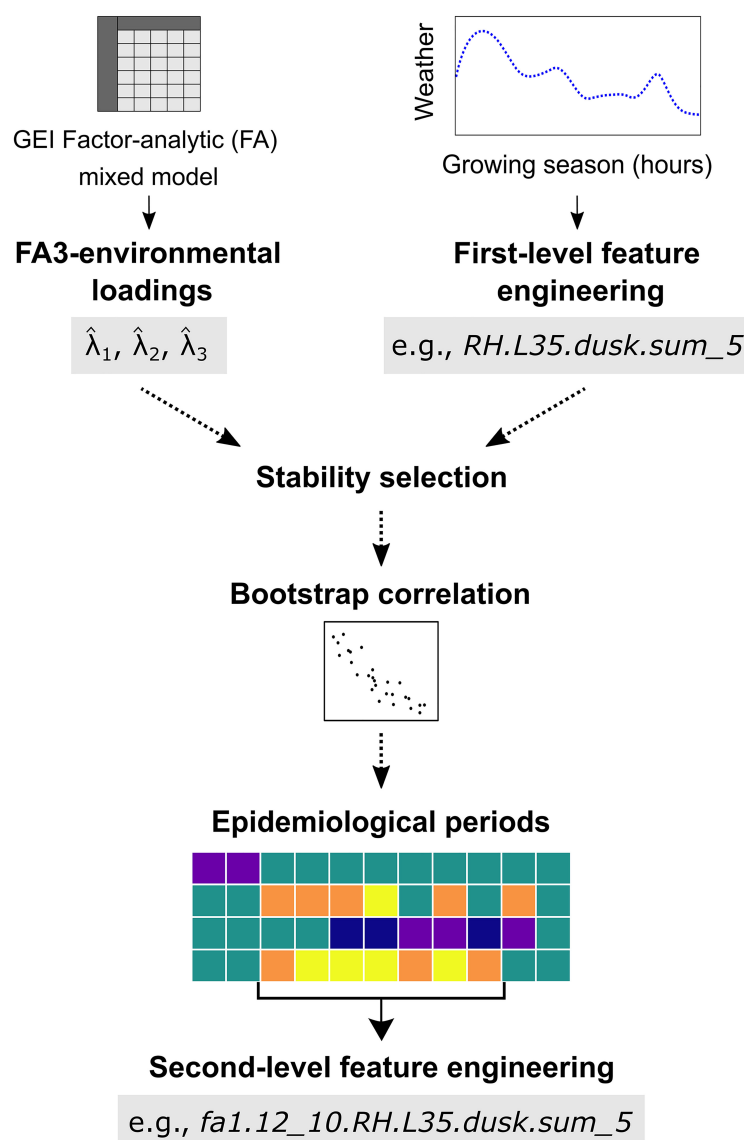 GEI Factor-analytic (FA)
mixed model
Weather
Growing season (hours)
FA3-environmental
loadings
λ̂₁, λ̂₂, λ̂₃
First-level feature
engineering
e.g., RH.L35.dusk.sum_5
Stability selection
Bootstrap correlation
Epidemiological periods
Second-level feature engineering
e.g., fa1.12_10.RH.L35.dusk.sum_5